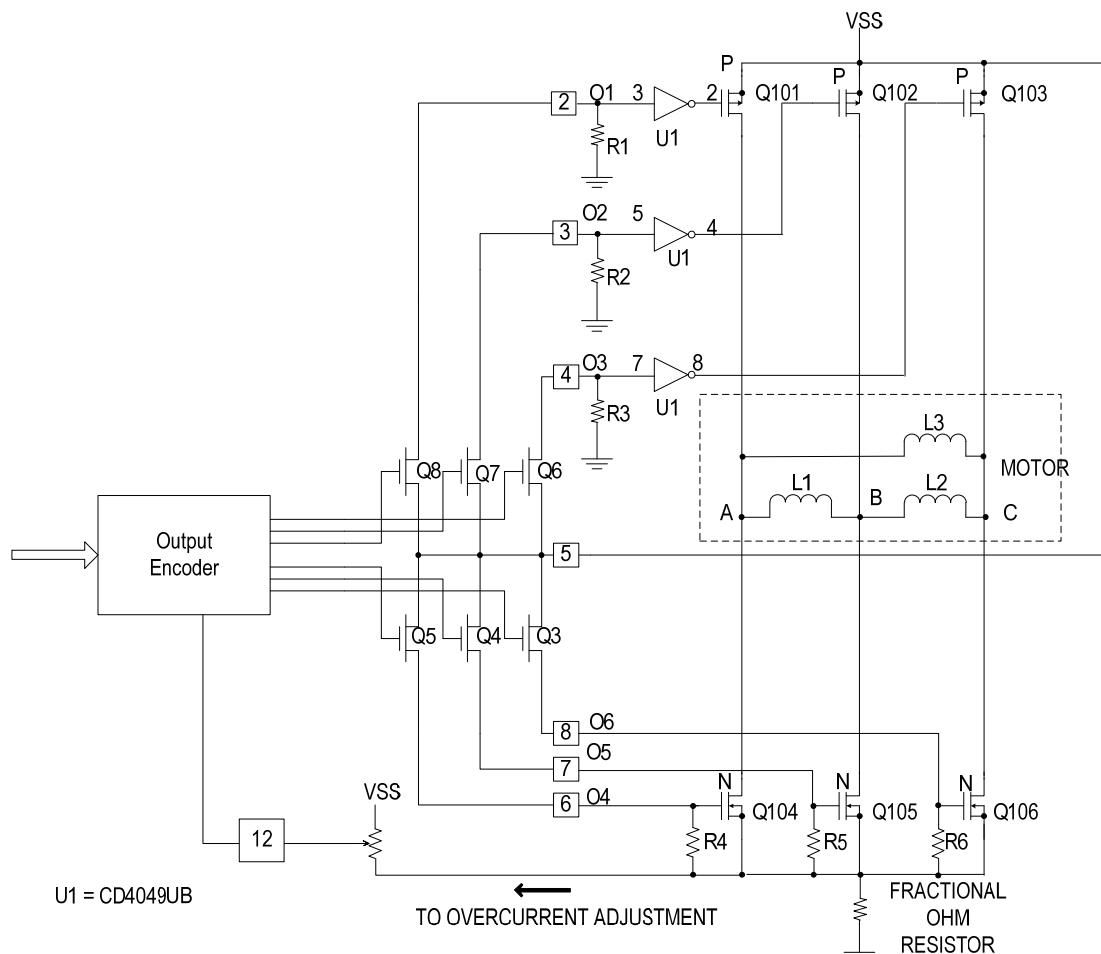 VSS
P
P
P
2
O1
3
2
Q101
Q102
Q103
U1
R1
3
O2
5
4
U1
R2
4
O3
7
8
U1
R3
L3
MOTOR
L1
L2
A
B
C
Q8
Q7
Q6
Output
Encoder
5
Q5
Q4
Q3
8
O6
7
O5
6
O4
N
N
N
Q104
Q105
Q106
VSS
12
R4
R5
R6
U1 = CD4049UB
TO OVERCURRENT ADJUSTMENT
FRACTIONAL
OHM
RESISTOR